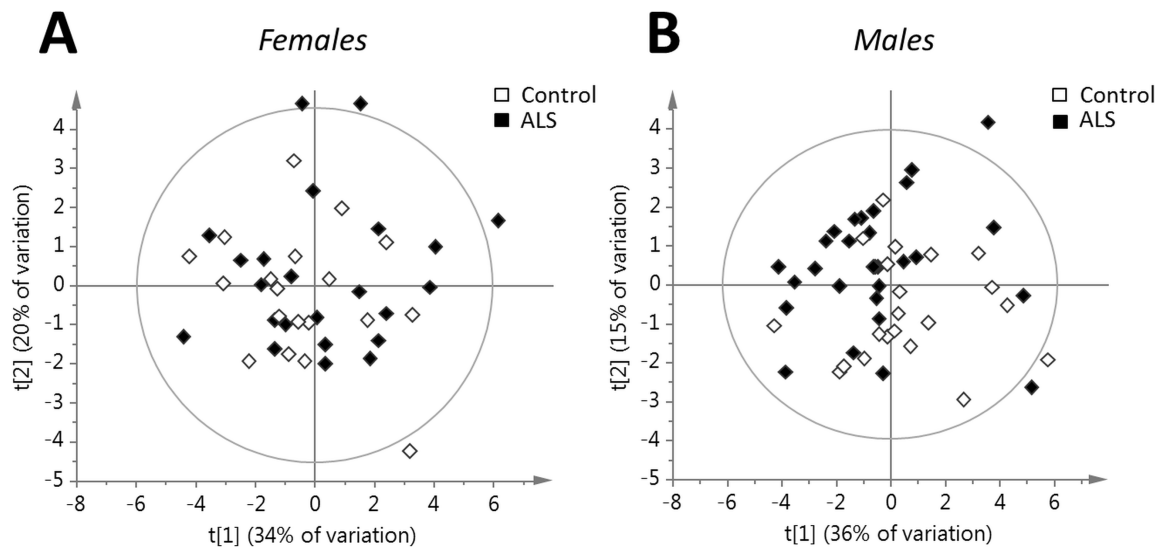 A
Females
Control
ALS
4
3
2
1
0
-1
-2
-3
-4
-5
t[2] (20% of variation)
-8 -6 -4 -2 0 2 4 6
t[1] (34% of variation)
B
Males
Control
ALS
4
3
2
1
0
-1
-2
-3
-4
-5
t[2] (15% of variation)
-8 -6 -4 -2 0 2 4 6
t[1] (36% of variation)